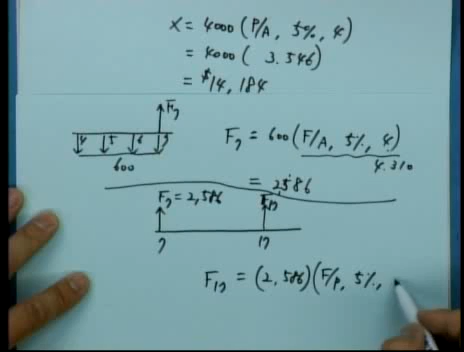 X = 4000 (P/A, 5%, 4)
= 4000 ( 3.546)
= $14,184
F7
4 5 6 7
600
F7 = 600 (F/A, 5%, 4)
4.310
= 2586
F7 = 2,586
F17
7 17
F17 = (2,586) (F/P, 5%,